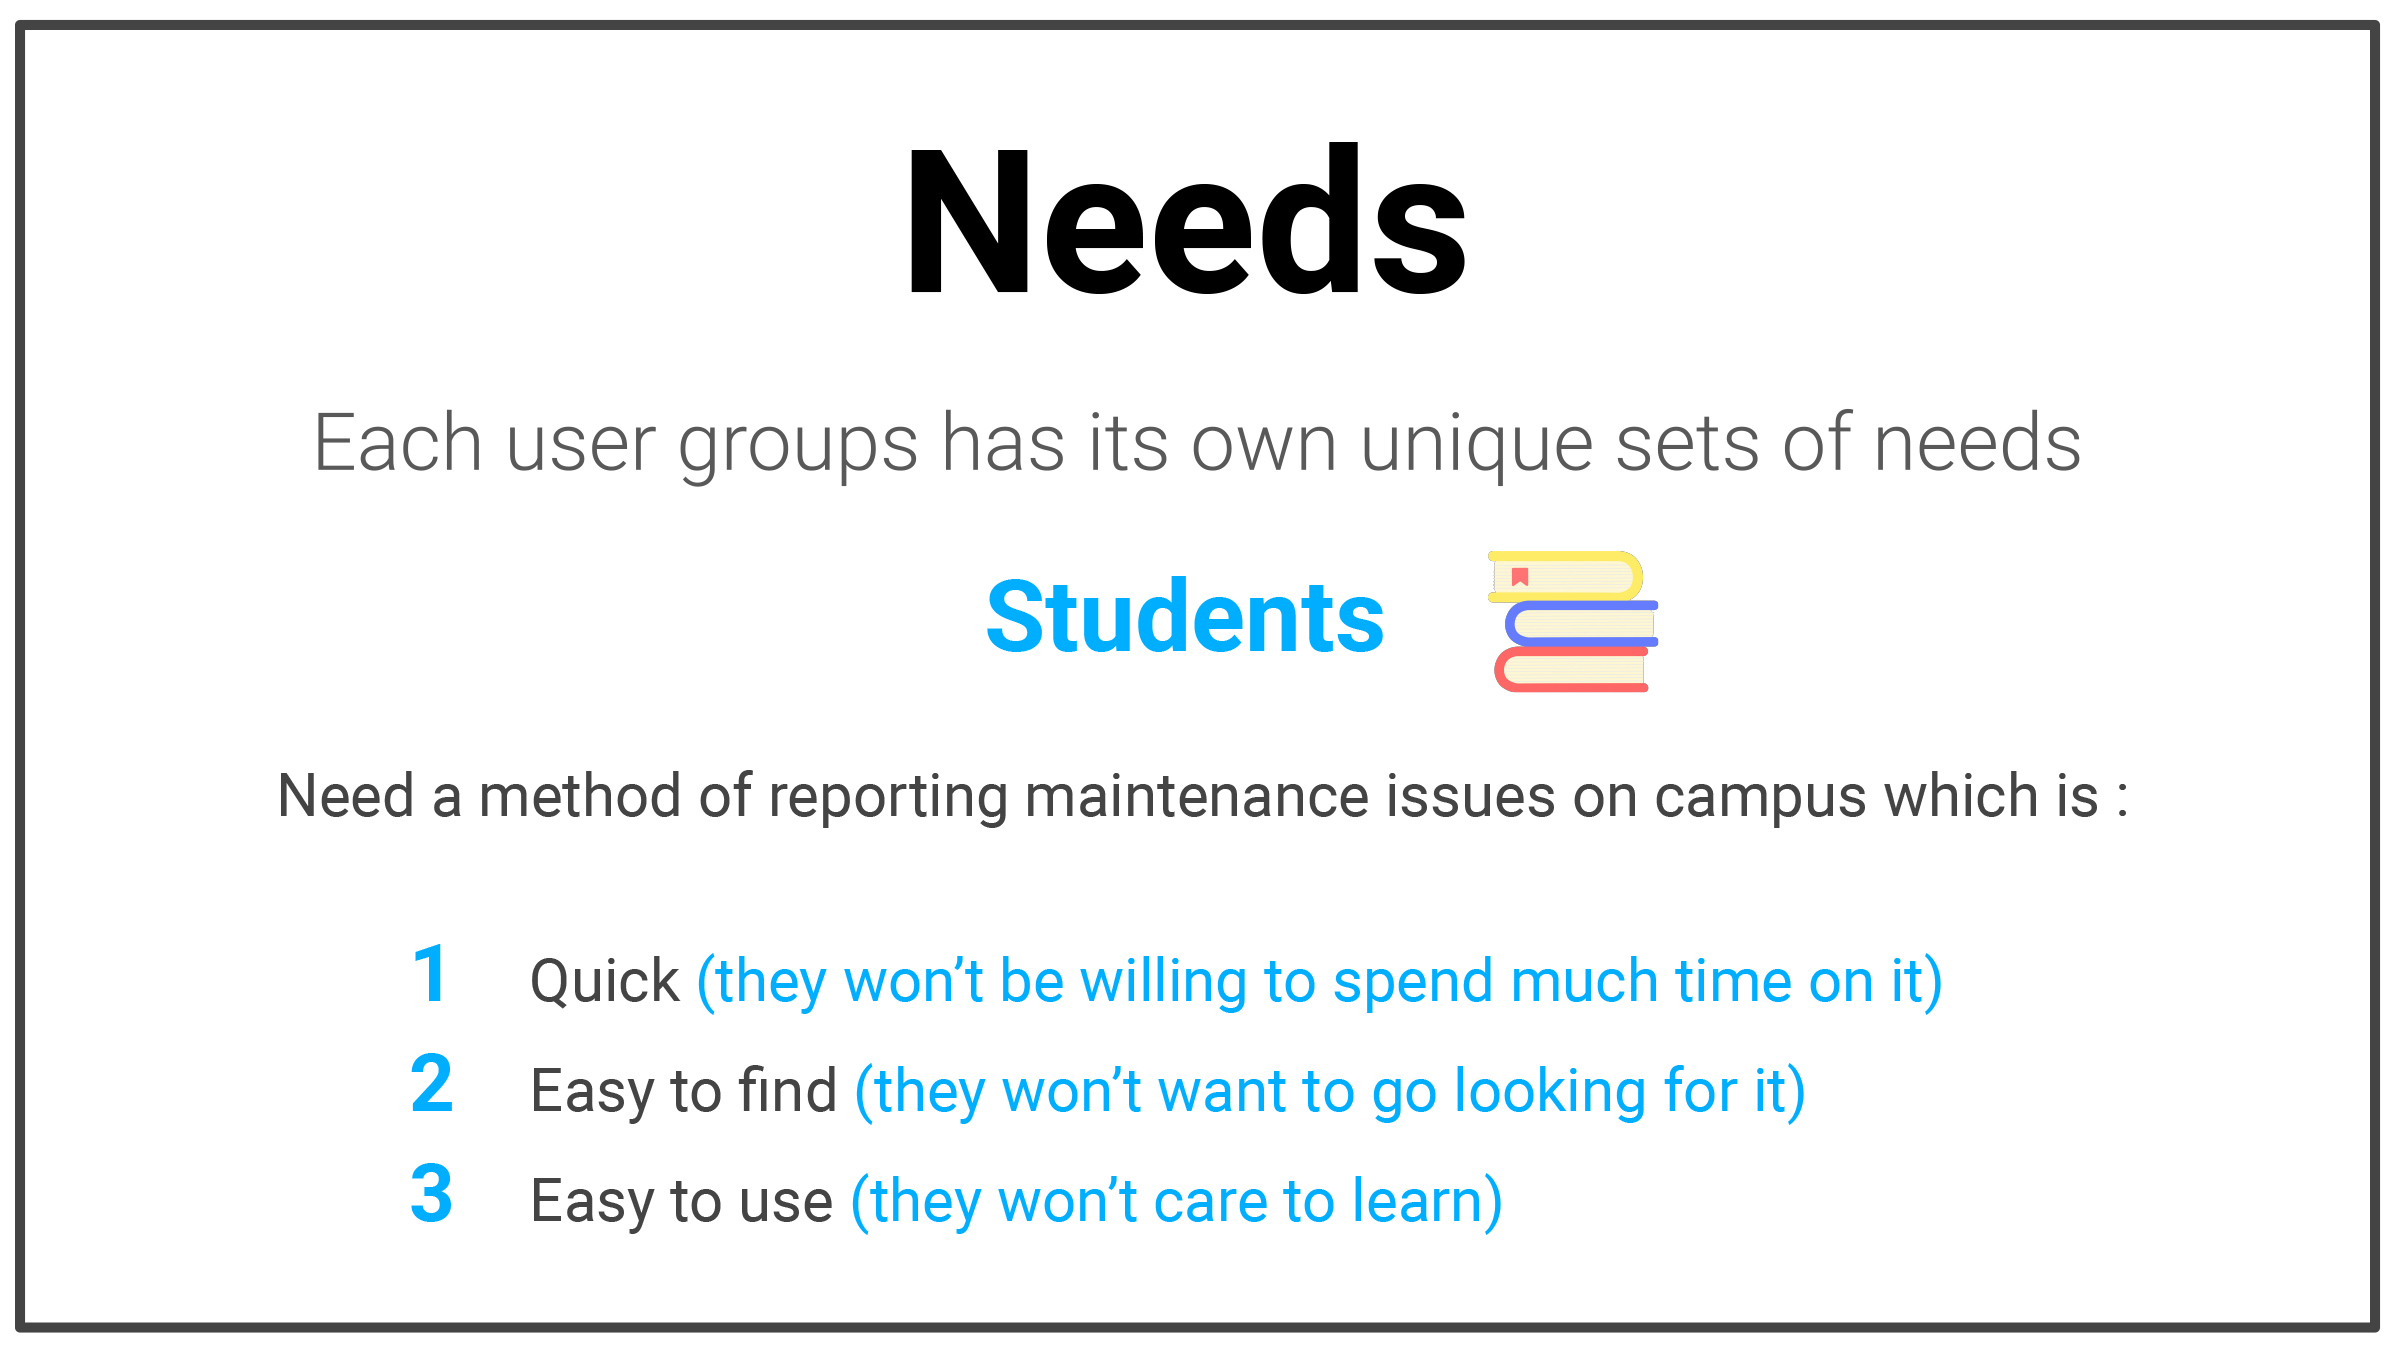 Needs
Each user groups has its own unique sets of needs
Students
Need a method of reporting maintenance issues on campus which is :
1 Quick (they won’t be willing to spend much time on it)
2 Easy to find (they won’t want to go looking for it)
3 Easy to use (they won’t care to learn)